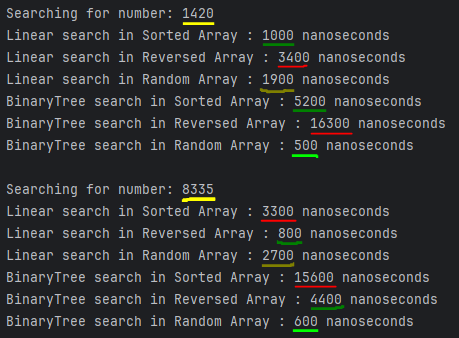 Searching for number: 1420
Linear search in Sorted Array : 1000 nanoseconds
Linear search in Reversed Array : 3400 nanoseconds
Linear search in Random Array : 1900 nanoseconds
BinaryTree search in Sorted Array : 5200 nanoseconds
BinaryTree search in Reversed Array : 16300 nanoseconds
BinaryTree search in Random Array : 500 nanoseconds
Searching for number: 8335
Linear search in Sorted Array : 3300 nanoseconds
Linear search in Reversed Array : 800 nanoseconds
Linear search in Random Array : 2700 nanoseconds
BinaryTree search in Sorted Array : 15600 nanoseconds
BinaryTree search in Reversed Array : 4400 nanoseconds
BinaryTree search in Random Array : 600 nanoseconds